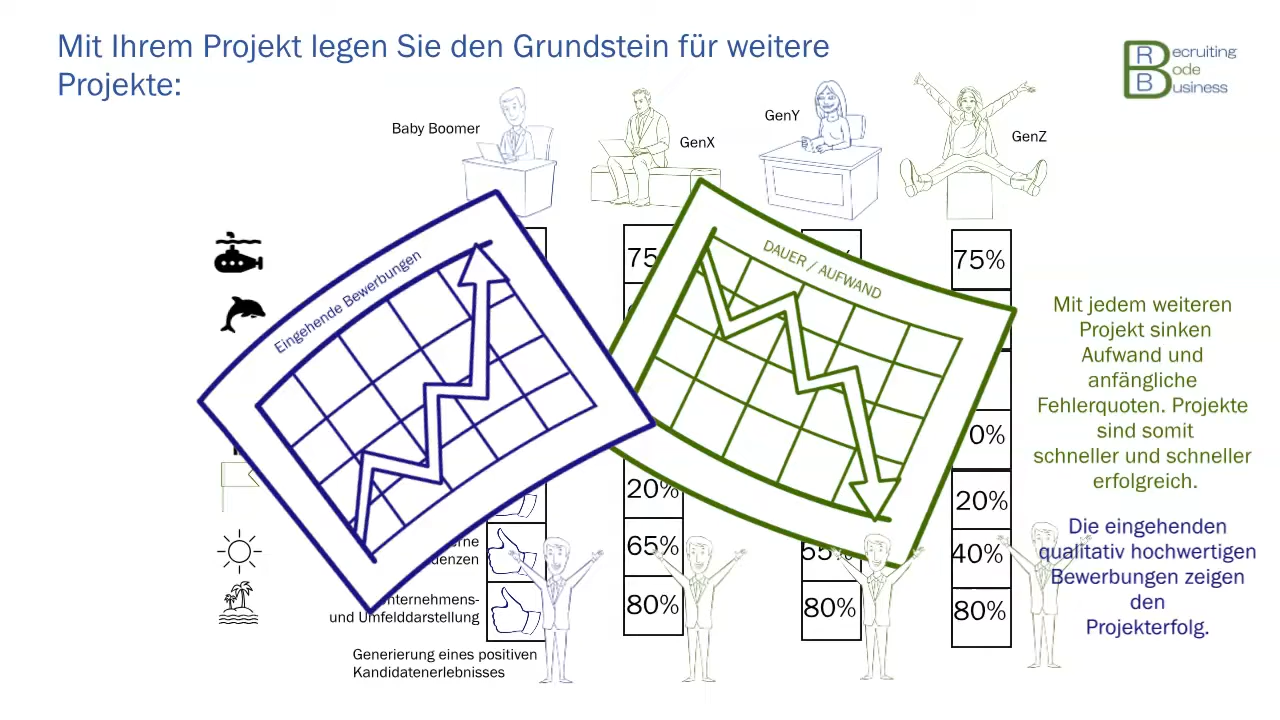 Mit Ihrem Projekt legen Sie den Grundstein für weitere
Projekte:
Recruiting
Bode
Business
Baby Boomer
GenX
GenY
GenZ
Eingehende Bewerbungen
DAUER / AUFWAND
75%
Mit jedem weiteren
Projekt sinken
Aufwand und
anfängliche
Fehlerquoten. Projekte
sind somit
schneller und schneller
erfolgreich.
0%
20%
20%
65%
40%
80%
80%
80%
Unternehmens-
und Umfelddarstellung
Generierung eines positiven
Kandidatenerlebnisses
Die eingehenden
qualitativ hochwertigen
Bewerbungen zeigen
den
Projekterfolg.